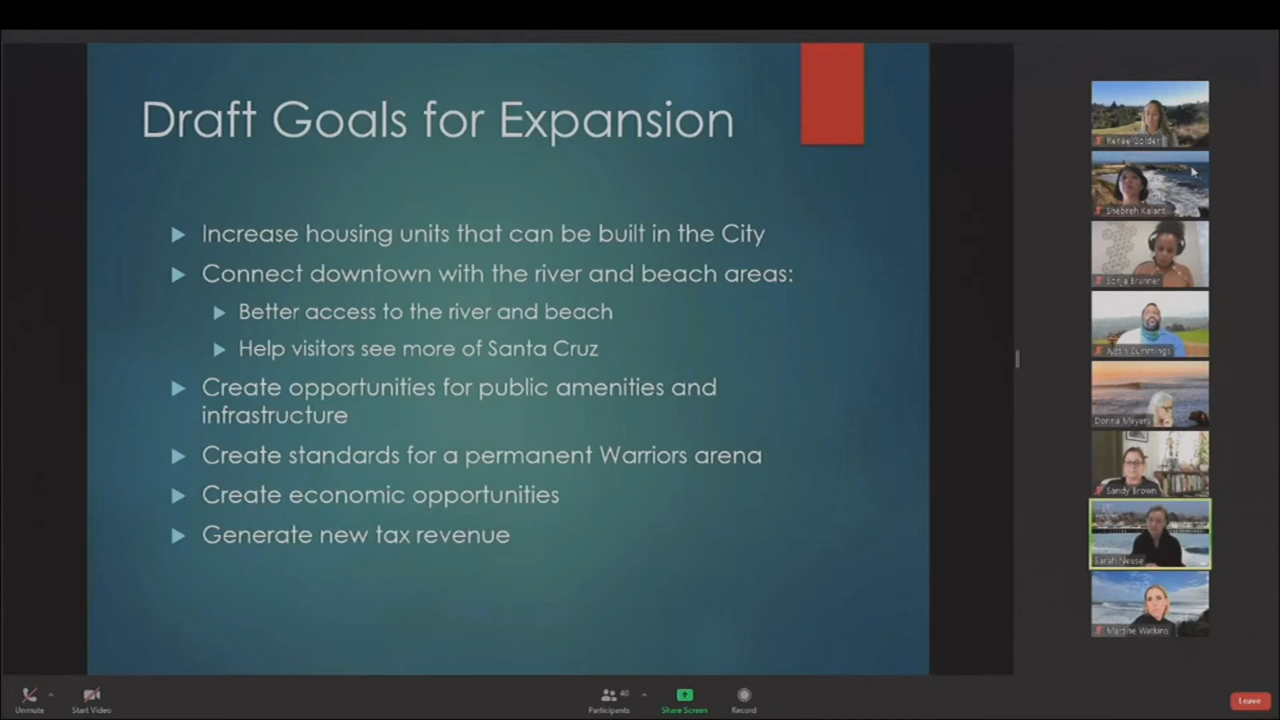 Draft Goals for Expansion
Increase housing units that can be built in the City
Connect downtown with the river and beach areas:
Better access to the river and beach
Help visitors see more of Santa Cruz
Create opportunities for public amenities and
infrastructure
Create standards for a permanent Warriors arena
Create economic opportunities
Generate new tax revenue
Renee Golder
Shebreh Kalant
Sonja Brunner
Justin Cummings
Donna Meyers
Sandy Brown
Sarah Neuse
Martine Watkins
Unmute
Start Video
40
Participants
Share Screen
Record
Leave